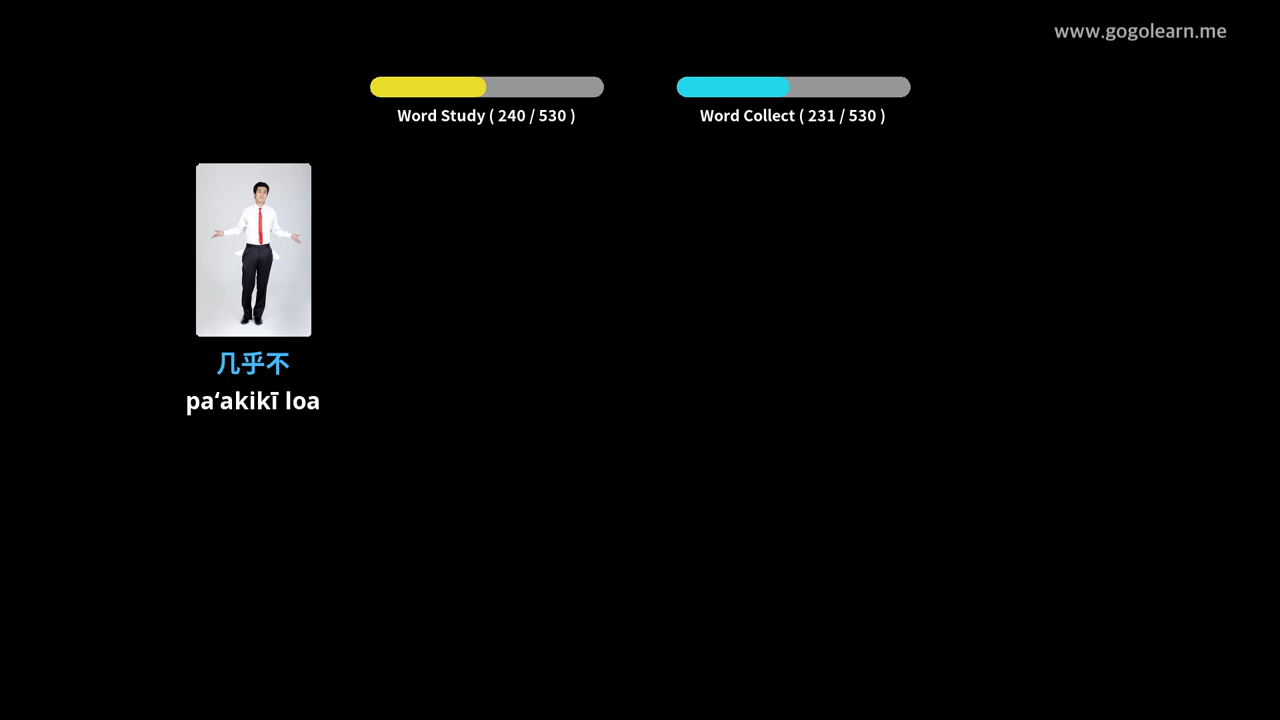 www.gogolearn.me
Word Study ( 240 / 530 )
Word Collect ( 231 / 530 )
几乎不
paʻakikī loa